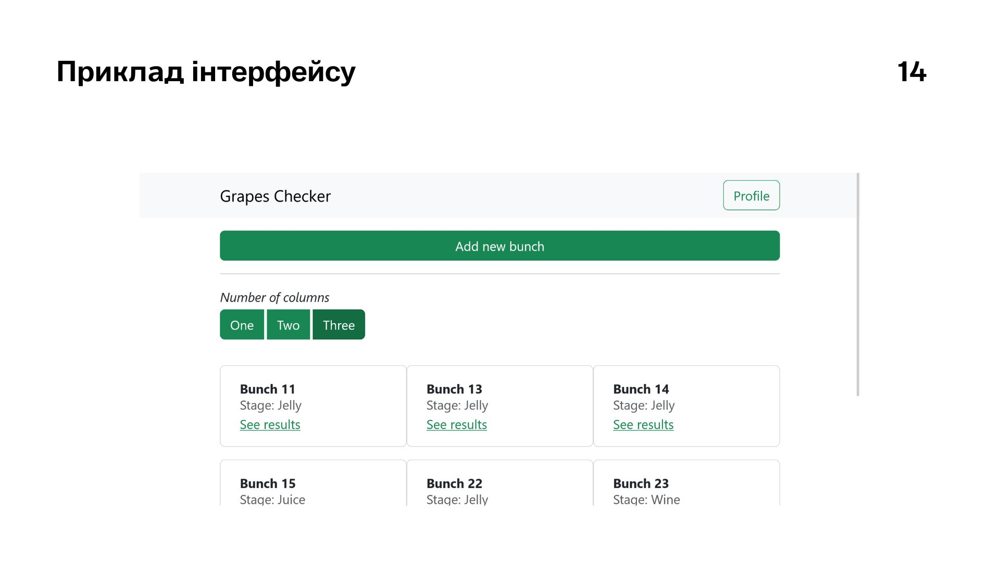 Приклад інтерфейсу
14
Grapes Checker
Profile
Add new bunch
Number of columns
One
Two
Three
Bunch 11
Stage: Jelly
See results
Bunch 13
Stage: Jelly
See results
Bunch 14
Stage: Jelly
See results
Bunch 15
Stage: Juice
Bunch 22
Stage: Jelly
Bunch 23
Stage: Wine